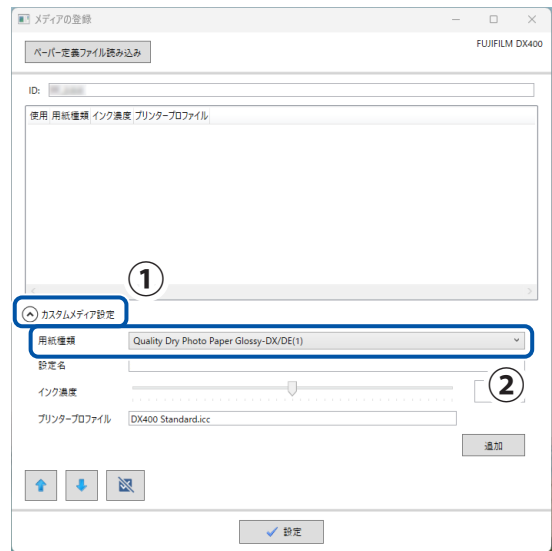 メディアの登録
ペーパー定義ファイル読み込み
FUJIFILM DX400
ID:
使用 用紙種類 インク濃度 プリンタープロファイル
①
カスタムメディア設定
用紙種類 Quality Dry Photo Paper Glossy-DX/DE(1)
設定名
②
インク濃度
プリンタープロファイル DX400 Standard.icc
追加
設定